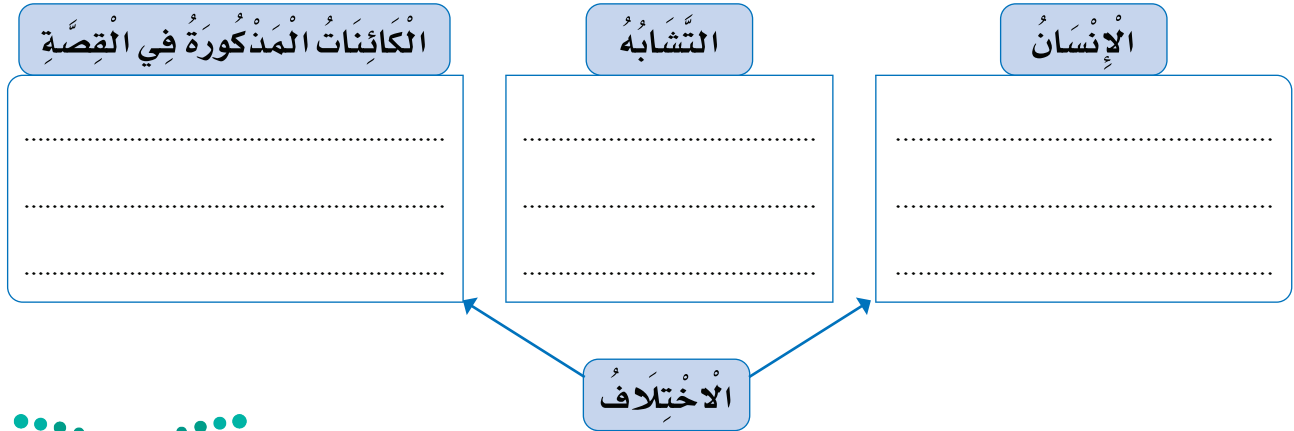 الْإِنْسَانُ
التَّشَابُهُ
الْكَائِنَاتُ الْمَذْكُورَةُ فِي الْقِصَّةِ
الْاخْتِلَافُ